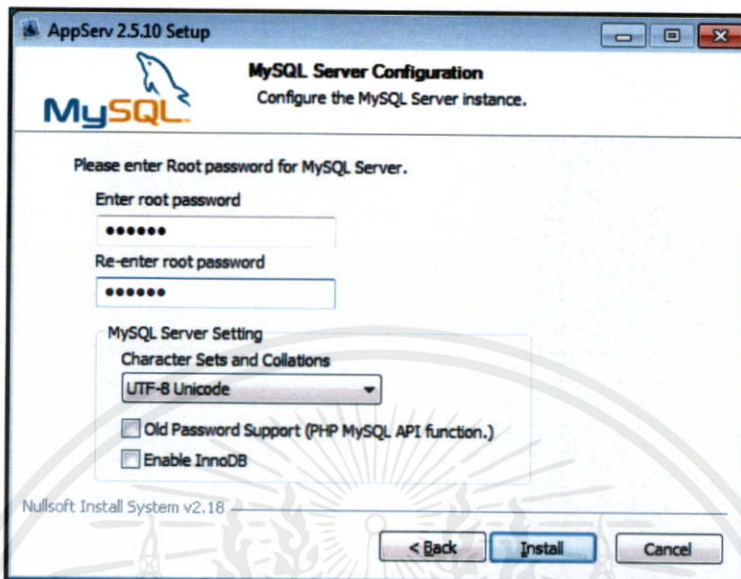 AppServ 2.5.10 Setup
MySQL
MySQL Server Configuration
Configure the MySQL Server instance.
Please enter Root password for MySQL Server.
Enter root password
••••••
Re-enter root password
••••••
MySQL Server Setting
Character Sets and Collations
UTF-8 Unicode
Old Password Support (PHP MySQL API function.)
Enable InnoDB
Nullsoft Install System v2.18
< Back Install Cancel